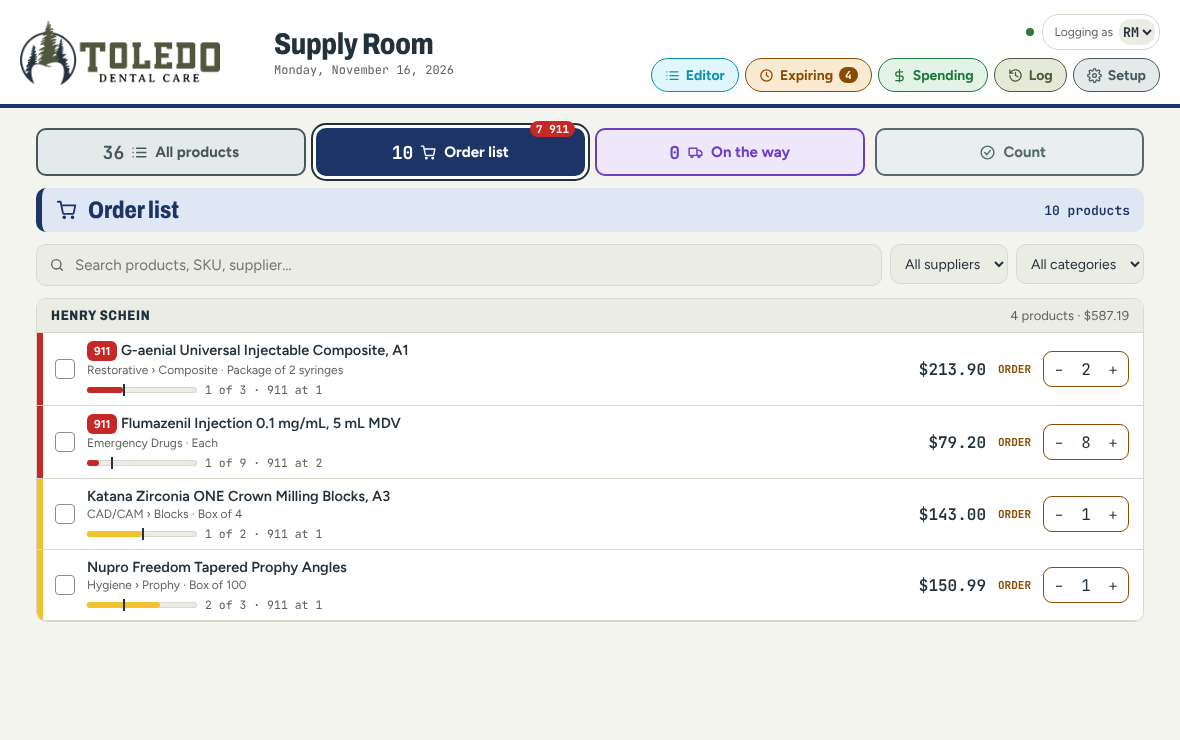 TOLEDO
DENTAL CARE
Supply Room
Monday, November 16, 2026
Logging as RM
Editor
Expiring 4
Spending
Log
Setup
36 All products
10 Order list
7 911
0 On the way
Count
Order list
10 products
Search products, SKU, supplier...
All suppliers
All categories
HENRY SCHEIN
4 products · $587.19
911 G-aenial Universal Injectable Composite, A1
Restorative › Composite · Package of 2 syringes
1 of 3 · 911 at 1
$213.90 ORDER − 2 +
911 Flumazenil Injection 0.1 mg/mL, 5 mL MDV
Emergency Drugs · Each
1 of 9 · 911 at 2
$79.20 ORDER − 8 +
Katana Zirconia ONE Crown Milling Blocks, A3
CAD/CAM › Blocks · Box of 4
1 of 2 · 911 at 1
$143.00 ORDER − 1 +
Nupro Freedom Tapered Prophy Angles
Hygiene › Prophy · Box of 100
2 of 3 · 911 at 1
$150.99 ORDER − 1 +